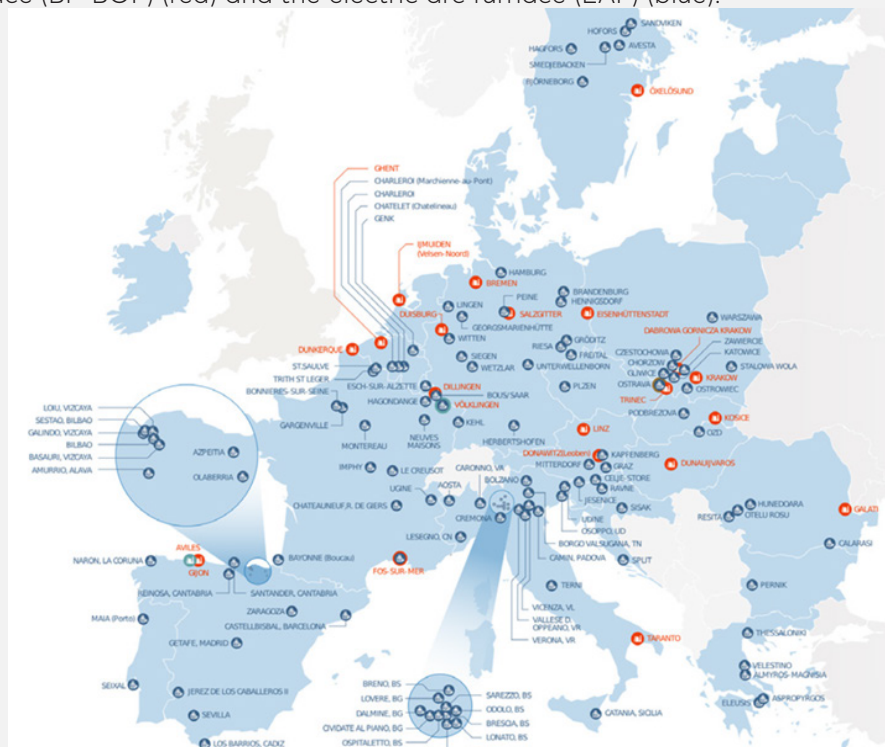 (BF-BOF) (red) and the electric arc furnace (EAF) (blue).
SANDVIKEN
HOFORS
HAGFORS
AVESTA
SMEDJEBACKEN
BJÖRNEBORG
ÖXELÖSUND
GHENT
CHARLEROI (Marchienne-au-Pont)
CHARLEROI
CHATELET (Chatelineau)
GENK
IJMUIDEN
(Velsen-Noord)
HAMBURG
BREMEN
PEINE
BRANDENBURG
HENNIGSDORF
LINGEN
DUISBURG
SALZGITTER
EISENHÜTTENSTADT
WARSZAWA
GEORGSMARIENHÜTTE
DABROWA GORNICZA KRAKOW
WITTEN
GRÖDITZ
ZAWIERCIE
DUNKERQUE
RIESA
CZESTOCHOWA
KATOWICE
SIEGEN
FREITAL
CHORZOW
ST.SAULVE
WETZLAR
UNTERWELLENBORN
GLIWICE
STALOWA WOLA
TRITH ST LEGER
KRAKOW
ESCH-SUR-ALZETTE
DILLINGEN
PLZEN
OSTRAVA
OSTROWIEC
BONNIERES-SUR-SEINE
BOUS/SAAR
HAGONDANGE
VÖLKLINGEN
TRINEC
LOIU, VIZCAYA
PODBREZOVA
KOSICE
SESTAO, BILBAO
GARGENVILLE
KEHL
LINZ
GALINDO, VIZCAYA
NEUVES
MAISONS
HERBERTSHOFEN
OZD
BILBAO
AZPEITIA
MONTEREAU
BASAURI, VIZCAYA
DONAWITZ(Leoben)
KAPFENBERG
AMURRIO, ALAVA
IMPHY
LE CREUSOT
CARONNO, VA
MITTERDORF
GRAZ
DUNAUJVAROS
OLABERRIA
BOLZANO
CELJE-STORE
UGINE
AOSTA
RAVNE
CHATEAUNEUF,R. DE GIERS
JESENICE
HUNEDOARA
SISAK
RESITA
OTELU ROSU
GALATI
CREMONA
UDINE
OSOPPO, UD
LESEGNO, CN
BORGO VALSUGANA, TN
CALARASI
AVILES
NARON, LA CORUNA
BAYONNE (Boucau)
CAMIN, PADOVA
SPLIT
GIJON
FOS-SUR-MER
REINOSA, CANTABRIA
SANTANDER, CANTABRIA
TERNI
PERNIK
ZARAGOZA
VICENZA, VI,
MAIA (Porto)
CASTELLBISBAL, BARCELONA
VALLESE D.
OPPEANO, VR
THESSALONIKI
GETAFE, MADRID
VERONA, VR
TARANTO
VELESTINO
ALMYROS-MAGNISIA
SEIXAL
BRENO, BS
JEREZ DE LOS CABALLEROS II
LOVERE, BG
SAREZZO, BS
ASPROPYRGOS
ELEUSIS
DALMINE, BG
ODOLO, BS
SEVILLA
CIVIDATE AL PIANO, BG
BRESCIA, BS
CATANIA, SICILIA
LOS BARRIOS, CADIZ
OSPITALETTO, BS
LONATO, BS